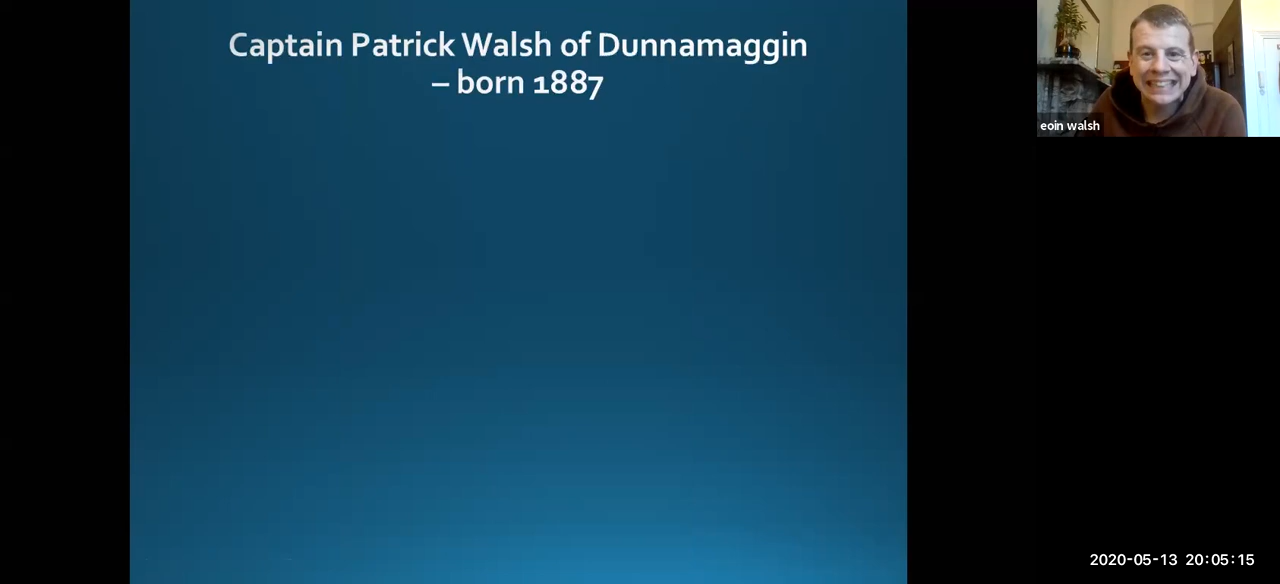 Captain Patrick Walsh of Dunnamaggin
– born 1887
eoin walsh
2020-05-13 20:05:15